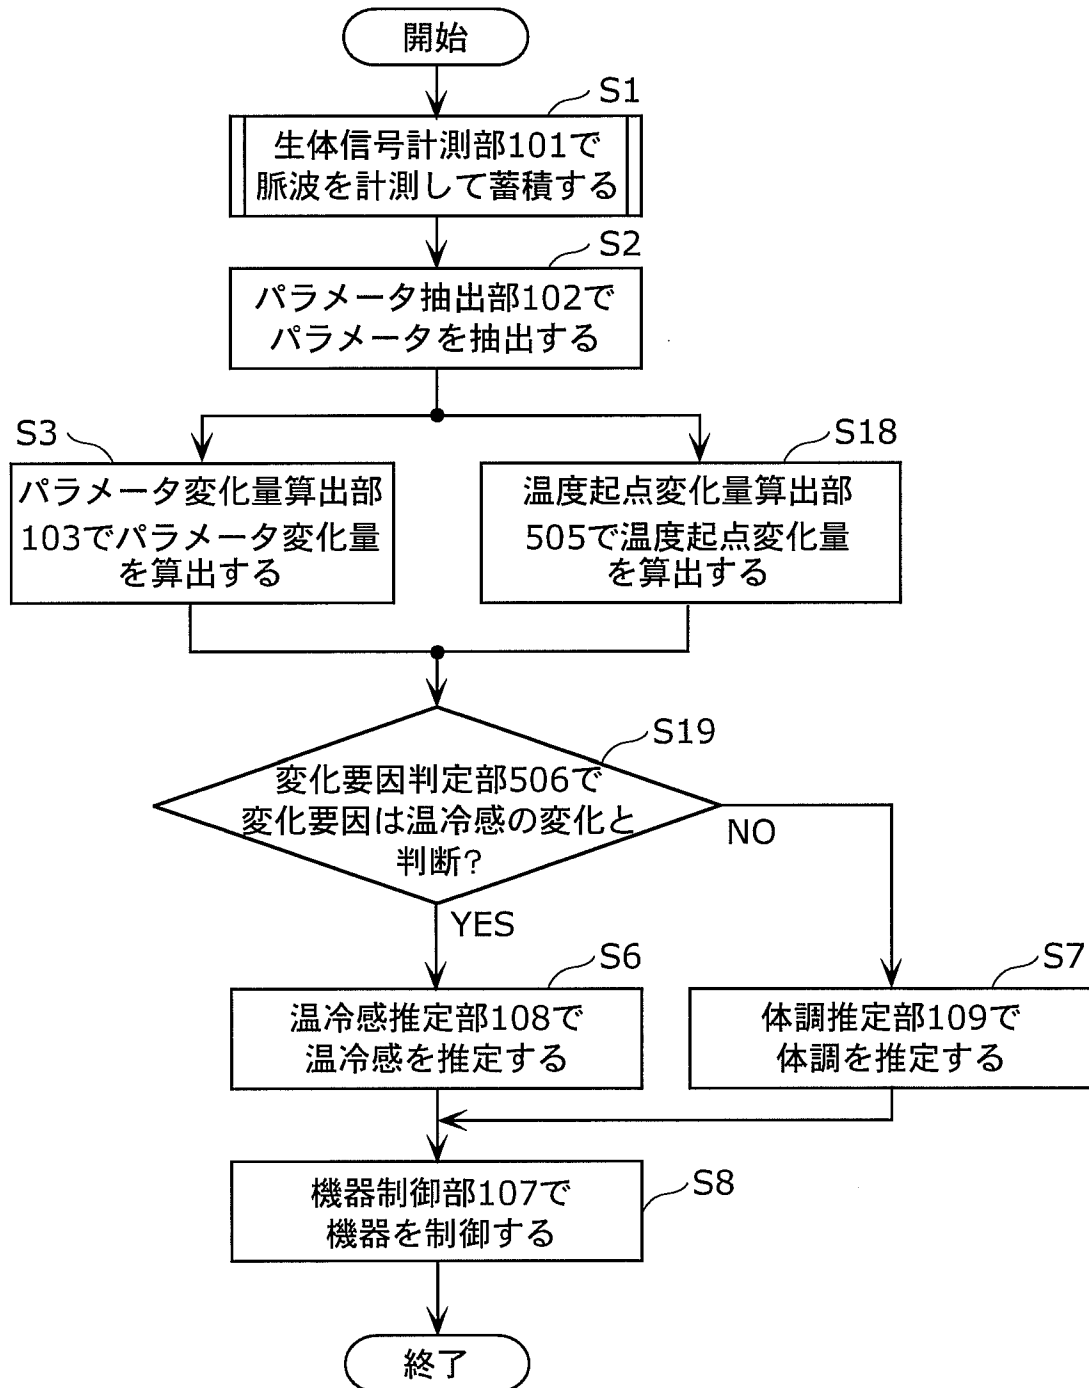 開始
S1
生体信号計測部101で
脈波を計測して蓄積する
S2
パラメータ抽出部102で
パラメータを抽出する
S3
パラメータ変化量算出部
103でパラメータ変化量
を算出する
S18
温度起点変化量算出部
505で温度起点変化量
を算出する
S19
変化要因判定部506で
変化要因は温冷感の変化と
判断?
NO
YES
S6
温冷感推定部108で
温冷感を推定する
S7
体調推定部109で
体調を推定する
S8
機器制御部107で
機器を制御する
終了